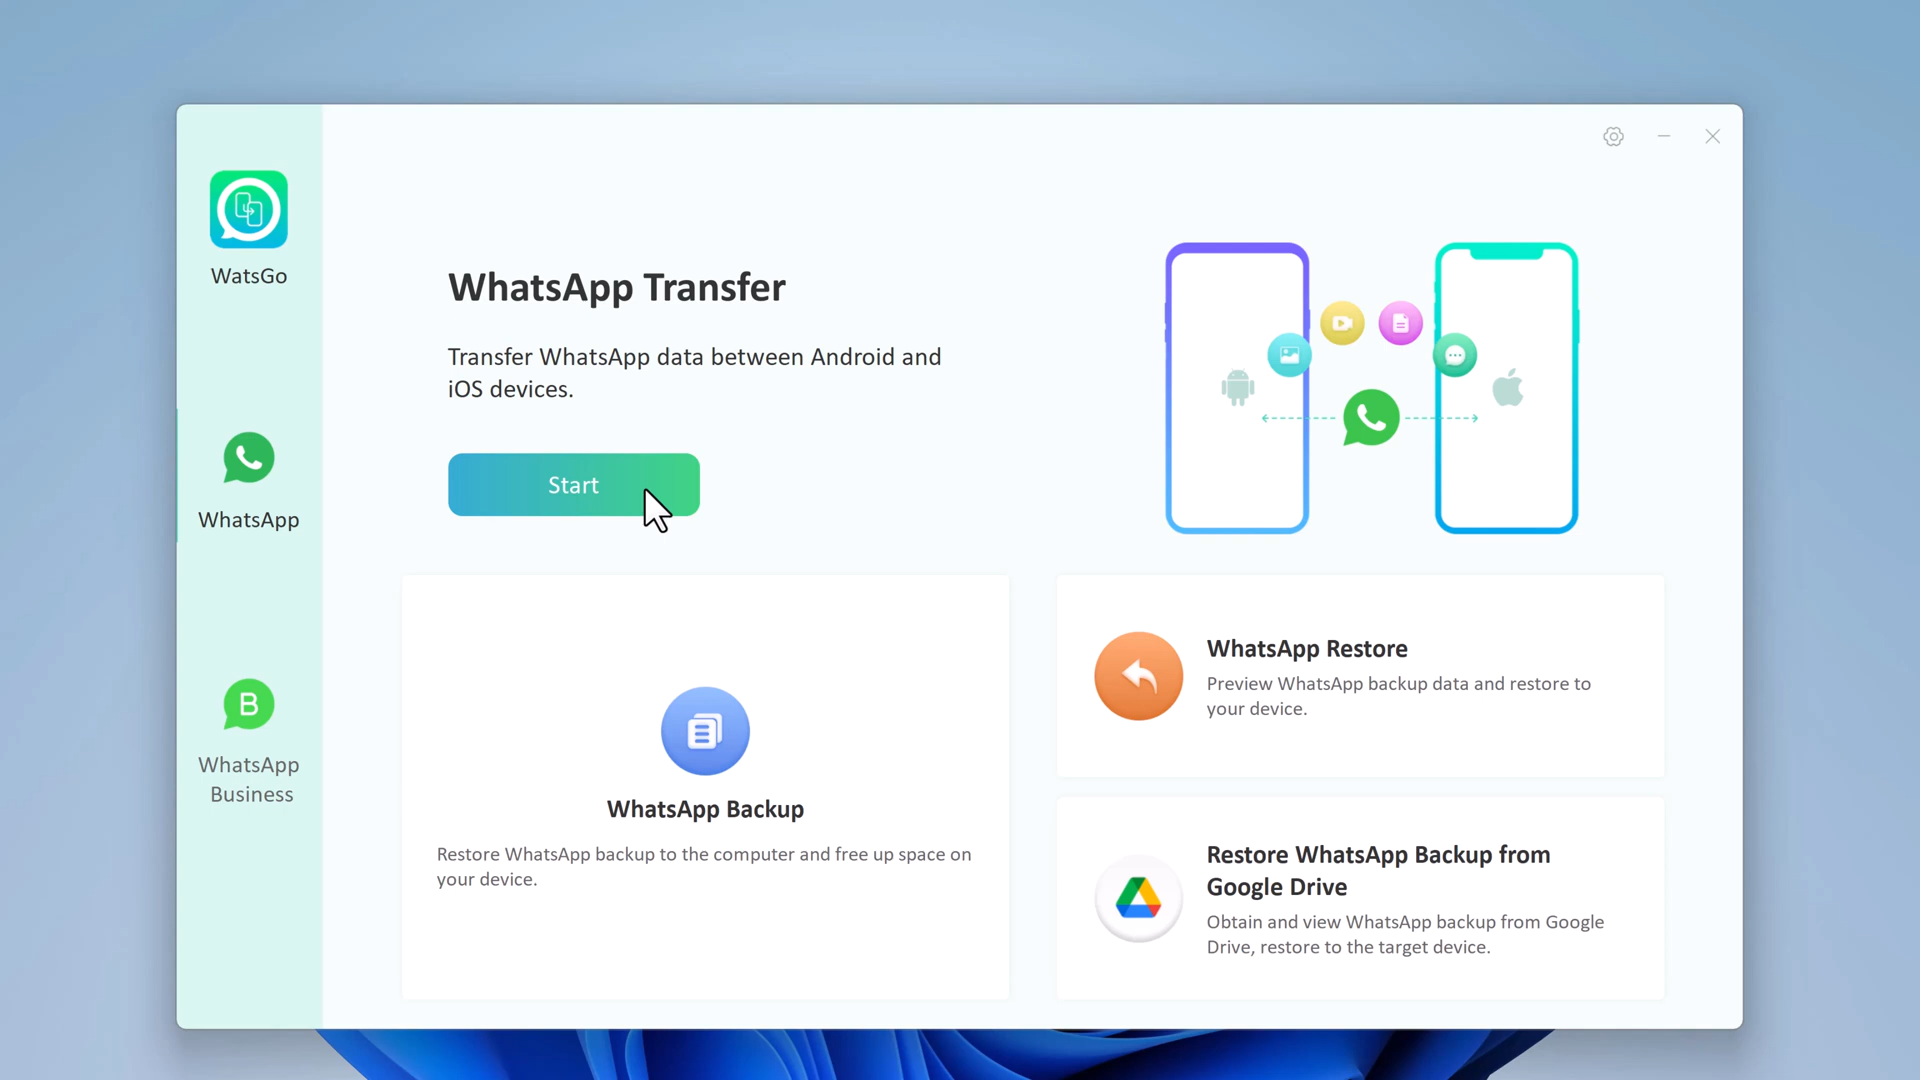 WatsGo
WhatsApp
WhatsApp
Business
WhatsApp Transfer
Transfer WhatsApp data between Android and
iOS devices.
Start
WhatsApp Backup
Restore WhatsApp backup to the computer and free up space on
your device.
WhatsApp Restore
Preview WhatsApp backup data and restore to
your device.
Restore WhatsApp Backup from
Google Drive
Obtain and view WhatsApp backup from Google
Drive, restore to the target device.